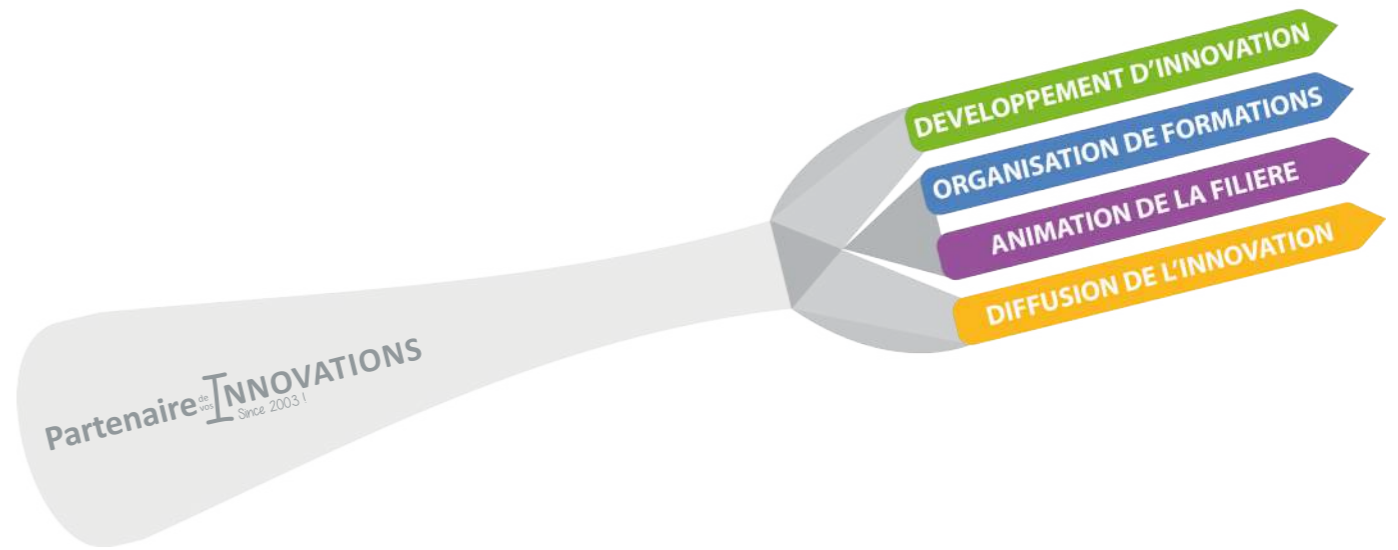 DEVELOPPEMENT D'INNOVATION
ORGANISATION DE FORMATIONS
ANIMATION DE LA FILIERE
DIFFUSION DE L'INNOVATION
Partenaire de vos INNOVATIONS
Since 2003 !